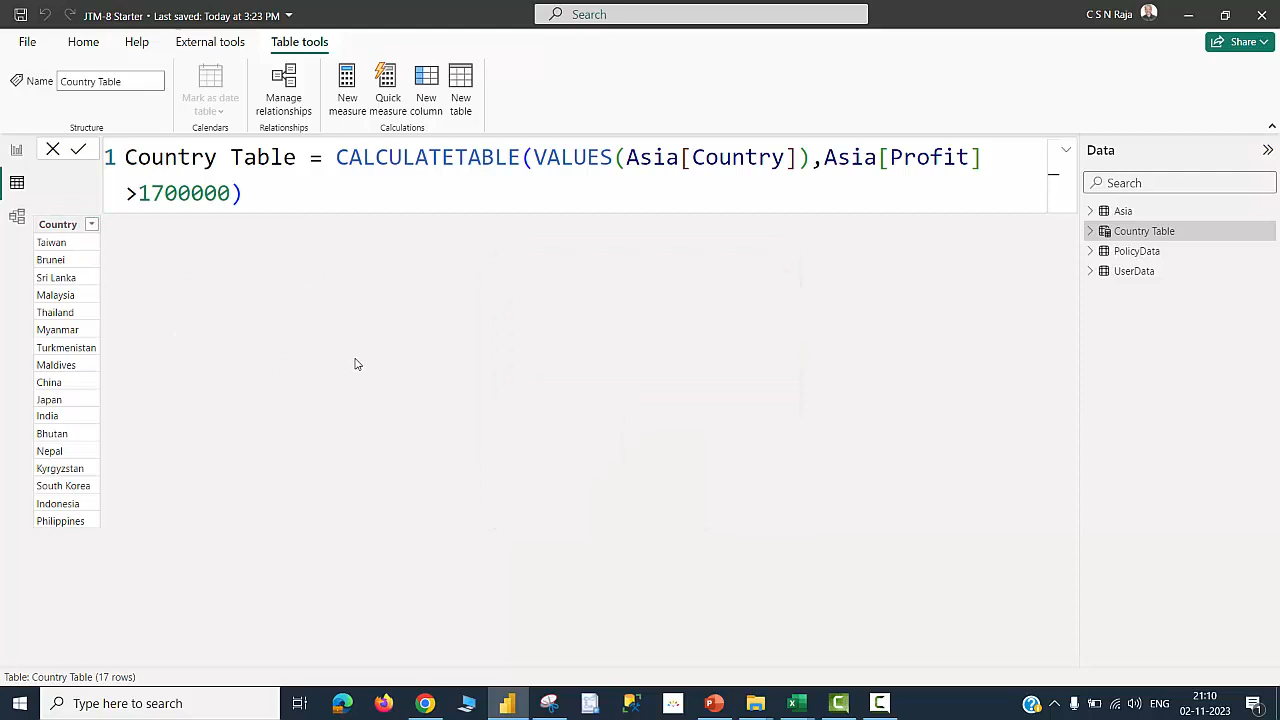 JTM-8 Starter • Last saved: Today at 3:23 PM
Search
C S N Raja
File
Home
Help
External tools
Table tools
Share
Name
Country Table
Mark as date table
Manage relationships
New measure
Quick measure
New column
New table
Structure
Calendars
Relationships
Calculations
1 Country Table = CALCULATETABLE(VALUES(Asia[Country]),Asia[Profit]
>1700000)
Data
Search
Asia
Country Table
PolicyData
UserData
Country
Taiwan
Brunei
Sri Lanka
Malaysia
Thailand
Myanmar
Turkmenistan
Maldives
China
Japan
India
Bhutan
Nepal
Kyrgyzstan
South Korea
Indonesia
Philippines
Table: Country Table (17 rows)
Type here to search
ENG
21:10
02-11-2023
1